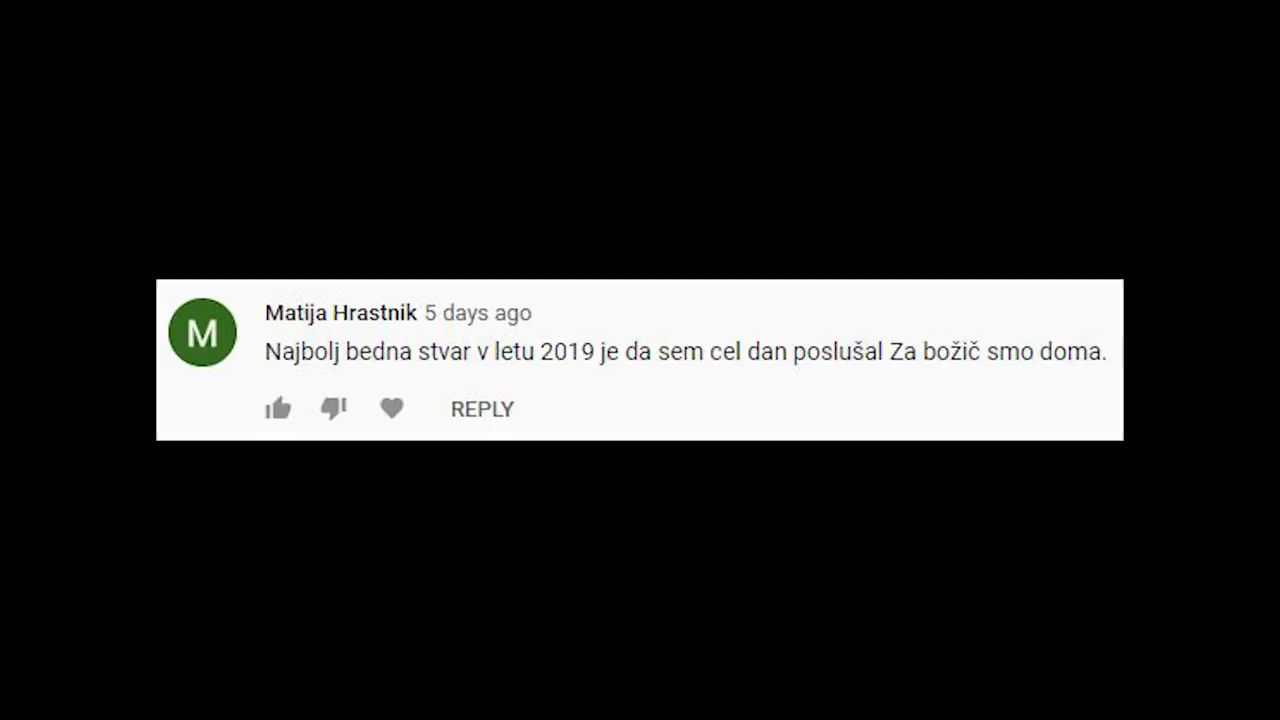 M
Matija Hrastnik 5 days ago
Najbolj bedna stvar v letu 2019 je da sem cel dan poslušal Za božič smo doma.
REPLY